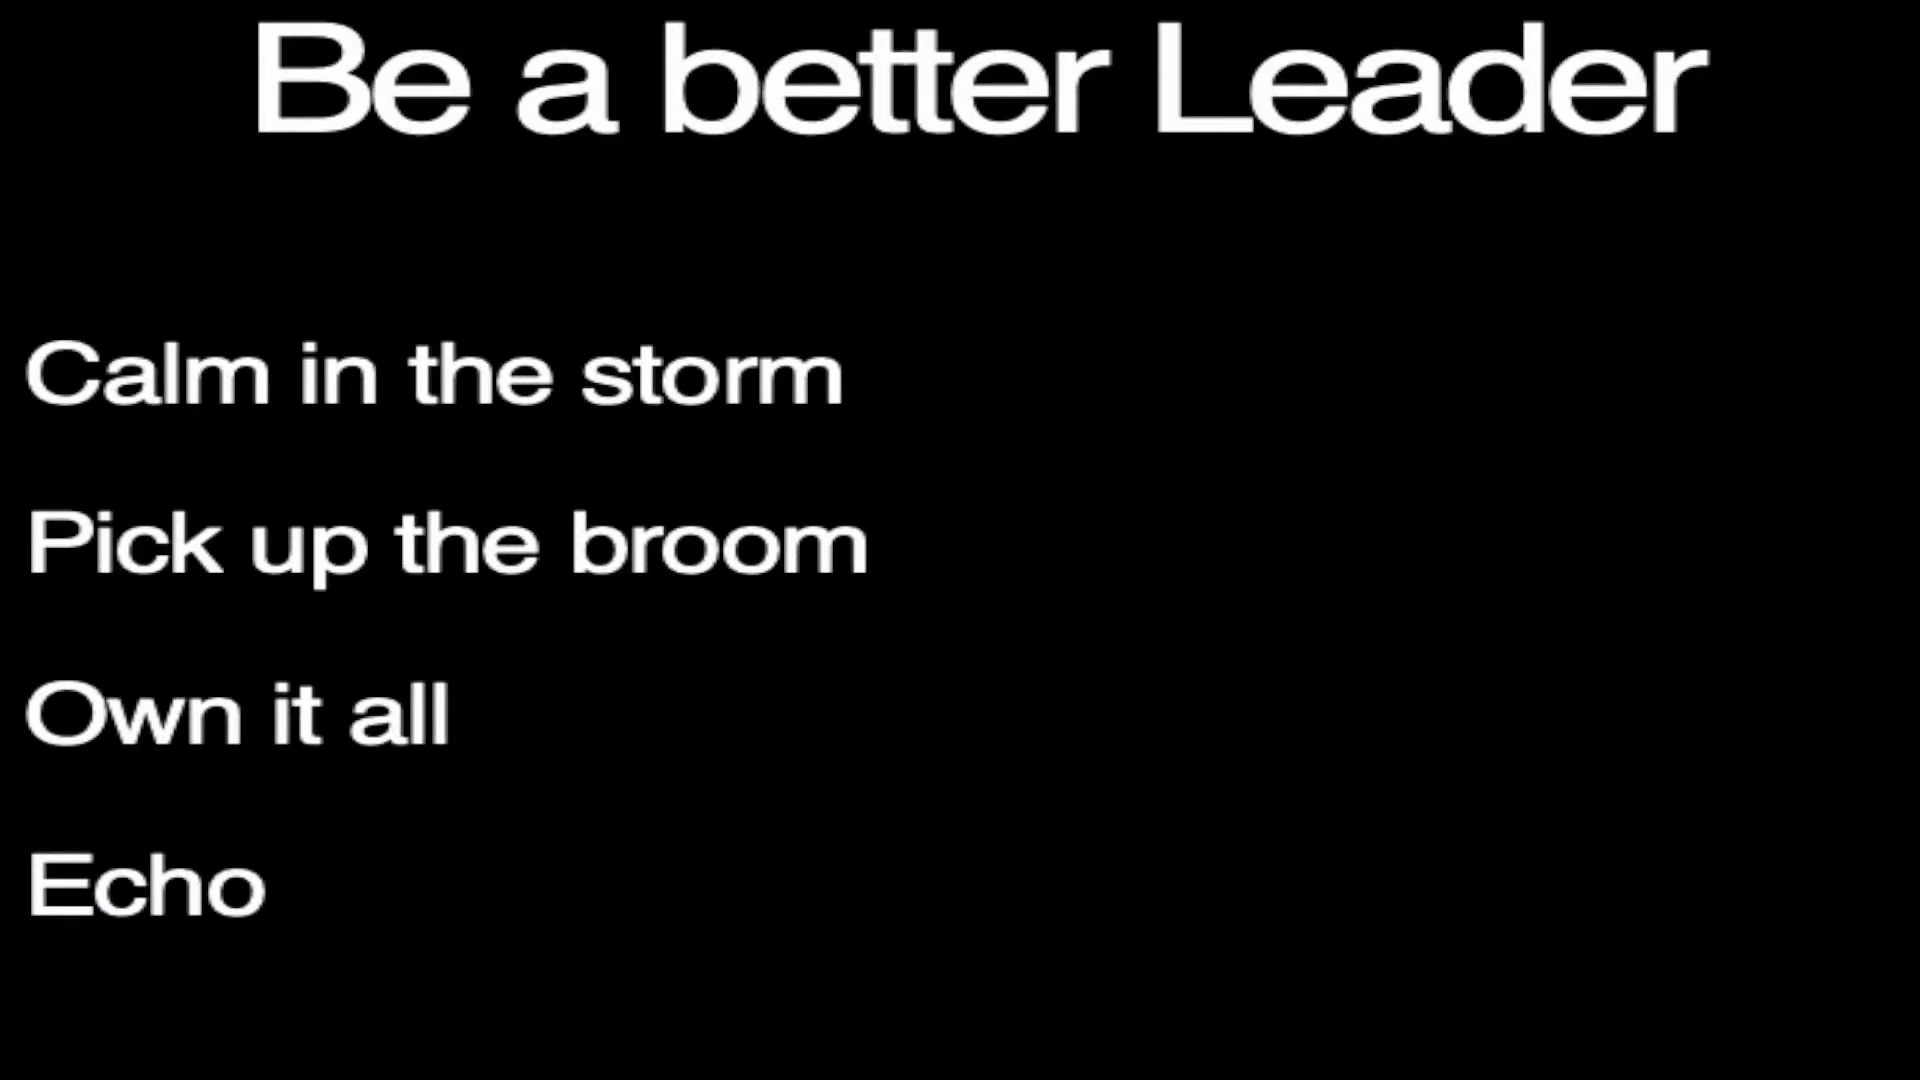 Be a better Leader
Calm in the storm
Pick up the broom
Own it all
Echo